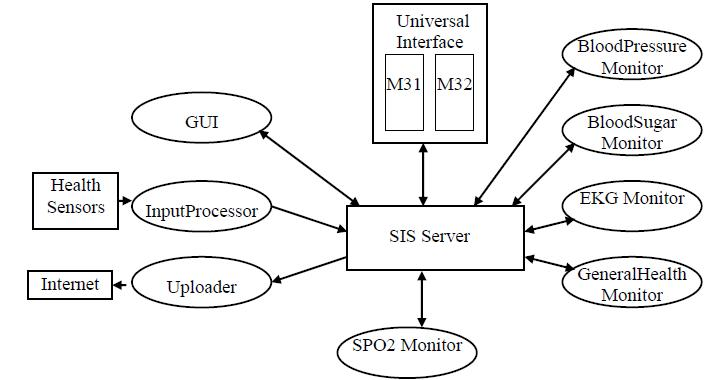 Universal
Interface
M31
M32
BloodPressure
Monitor
GUI
BloodSugar
Monitor
Health
Sensors
InputProcessor
EKG Monitor
SIS Server
Internet
Uploader
GeneralHealth
Monitor
SPO2 Monitor